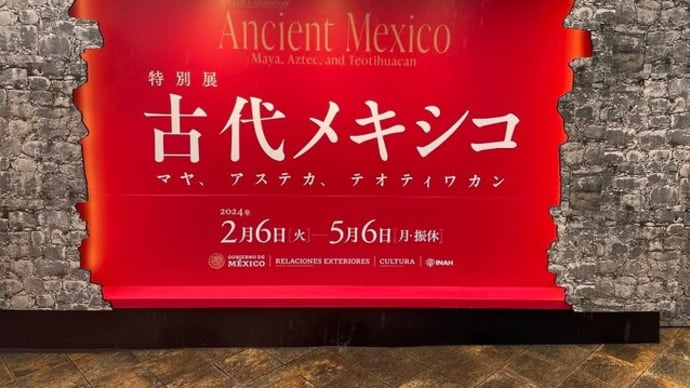 Special Exhibition
Ancient Mexico
Maya, Aztec, and Teotihuacan
特別展
古代メキシコ
マヤ、アステカ、テオティワカン
2024年
2月6日[火]—5月6日[月・振休]
GOBIERNO DE MÉXICO | RELACIONES EXTERIORES | CULTURA | INAH